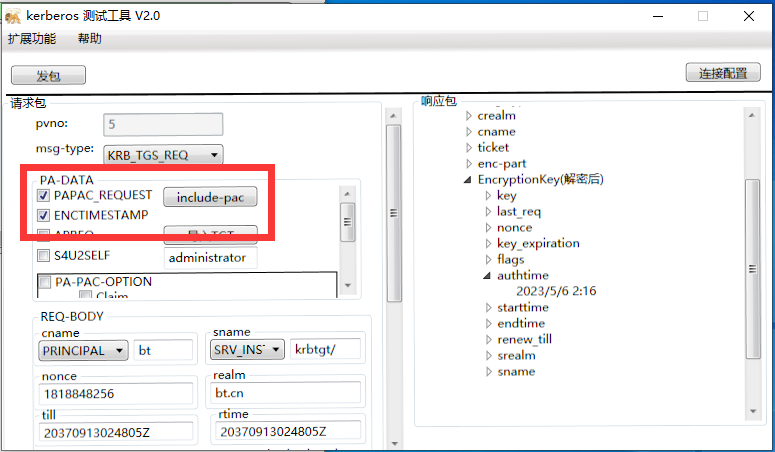 kerberos 测试工具 V2.0
扩展功能 帮助
发包
连接配置
请求包
pvno: 5
msg-type: KRB_TGS_REQ
PA-DATA
PAPAC_REQUEST include-pac
ENCTIMESTAMP
S4U2SELF administrator
PA-PAC-OPTION
Claim
REQ-BODY
cname
PRINCIPAL bt
sname
SRV_INS krbtgt/
nonce
1818848256
realm
bt.cn
till
20370913024805Z
rtime
20370913024805Z
响应包
crealm
cname
ticket
enc-part
EncryptionKey(解密后)
key
last_req
nonce
key_expiration
flags
authtime
2023/5/6 2:16
starttime
endtime
renew_till
srealm
sname